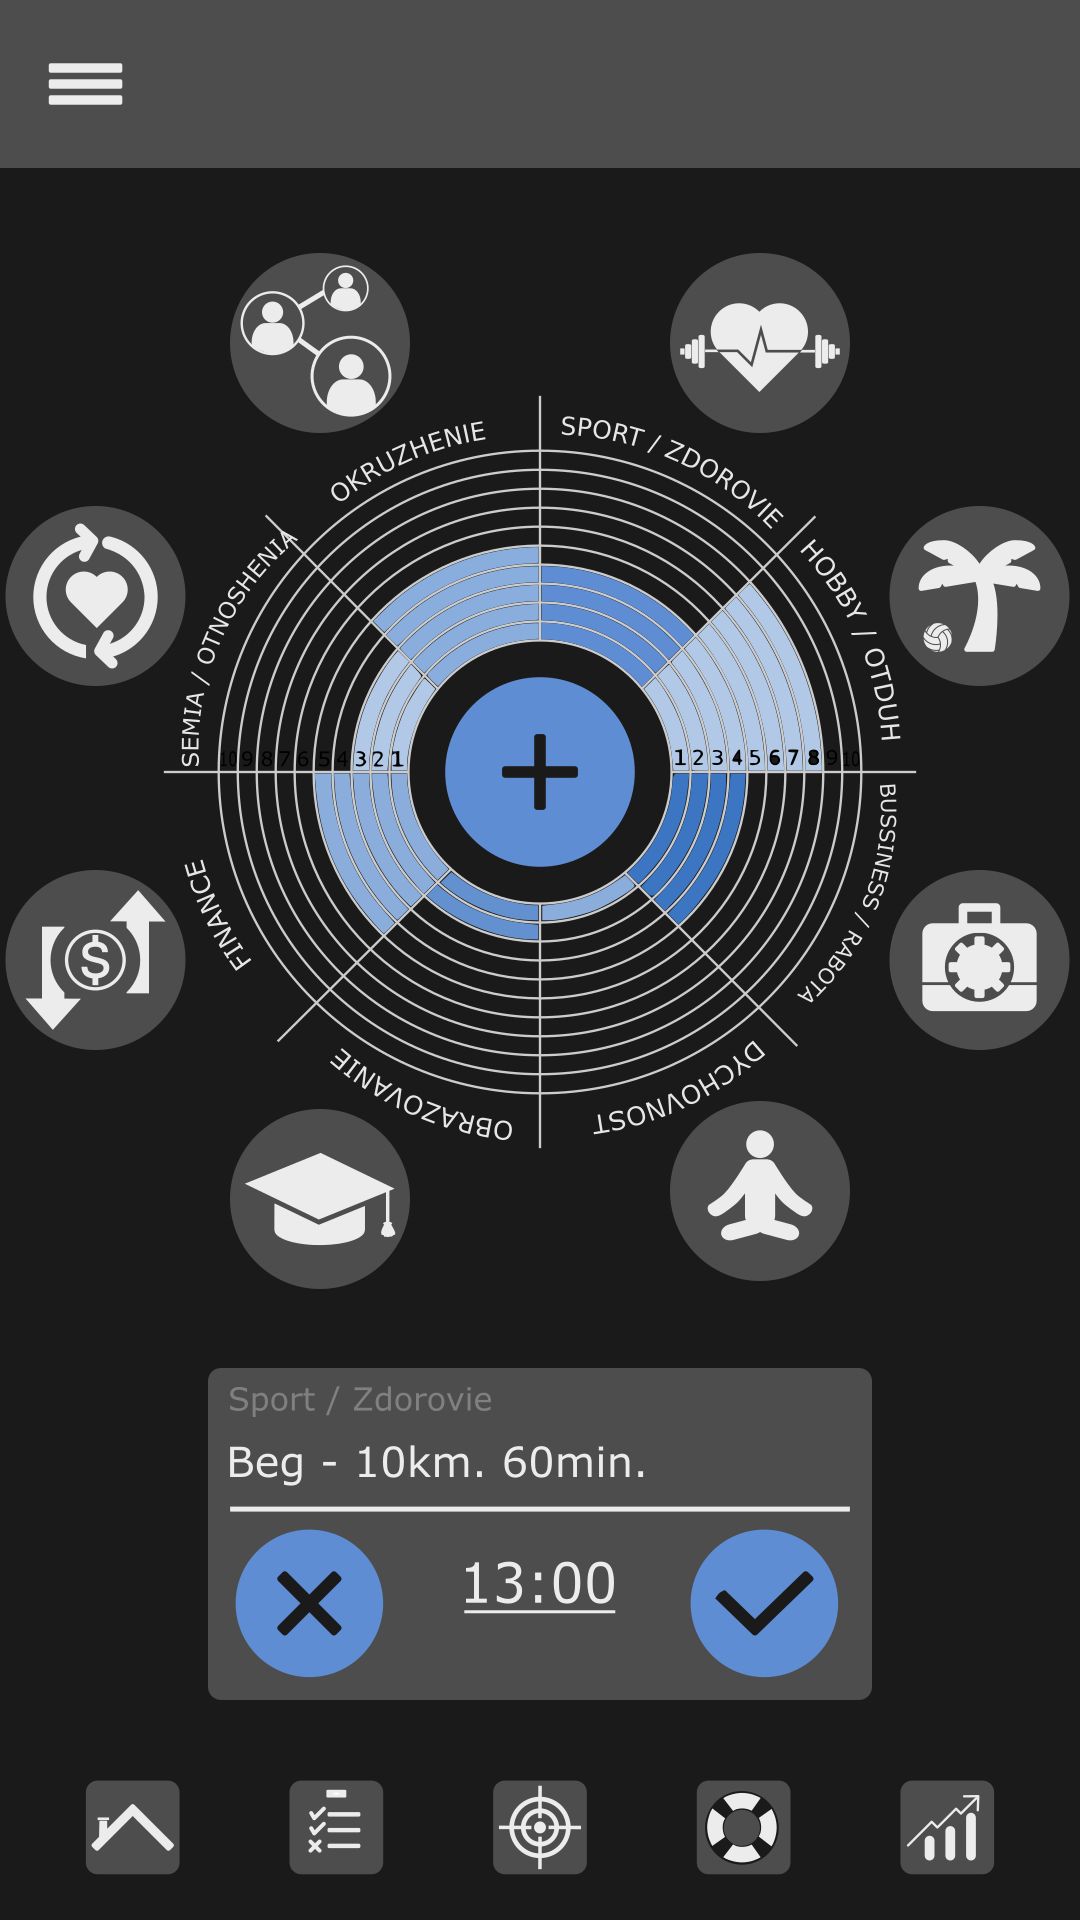 OKRUZHENIE
SPORT / ZDOROVIE
SEMIA / OTNOSHENIA
HOBBY / OTDUH
10 9 8 7 6 5 4 3 2 1
1 2 3 4 5 6 7 8 9 10
FINANCE
BUSSINESS / RABOTA
$
OBRAZOVANIE
DYCHOVNOST
Sport / Zdorovie
Beg - 10km. 60min.
13:00